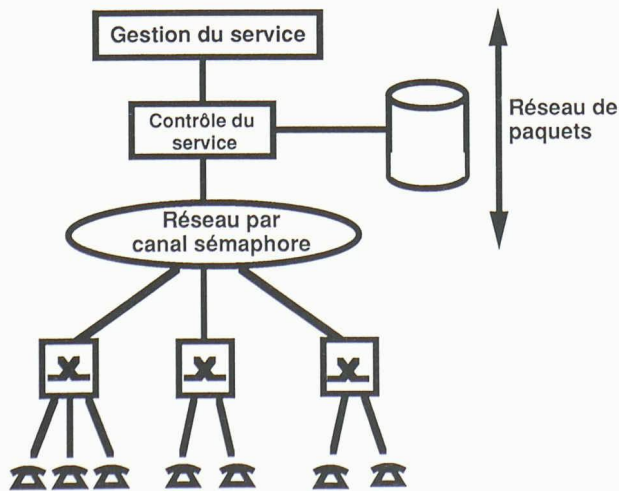 Gestion du service
Contrôle du
service
Réseau de
paquets
Réseau par
canal sémaphore